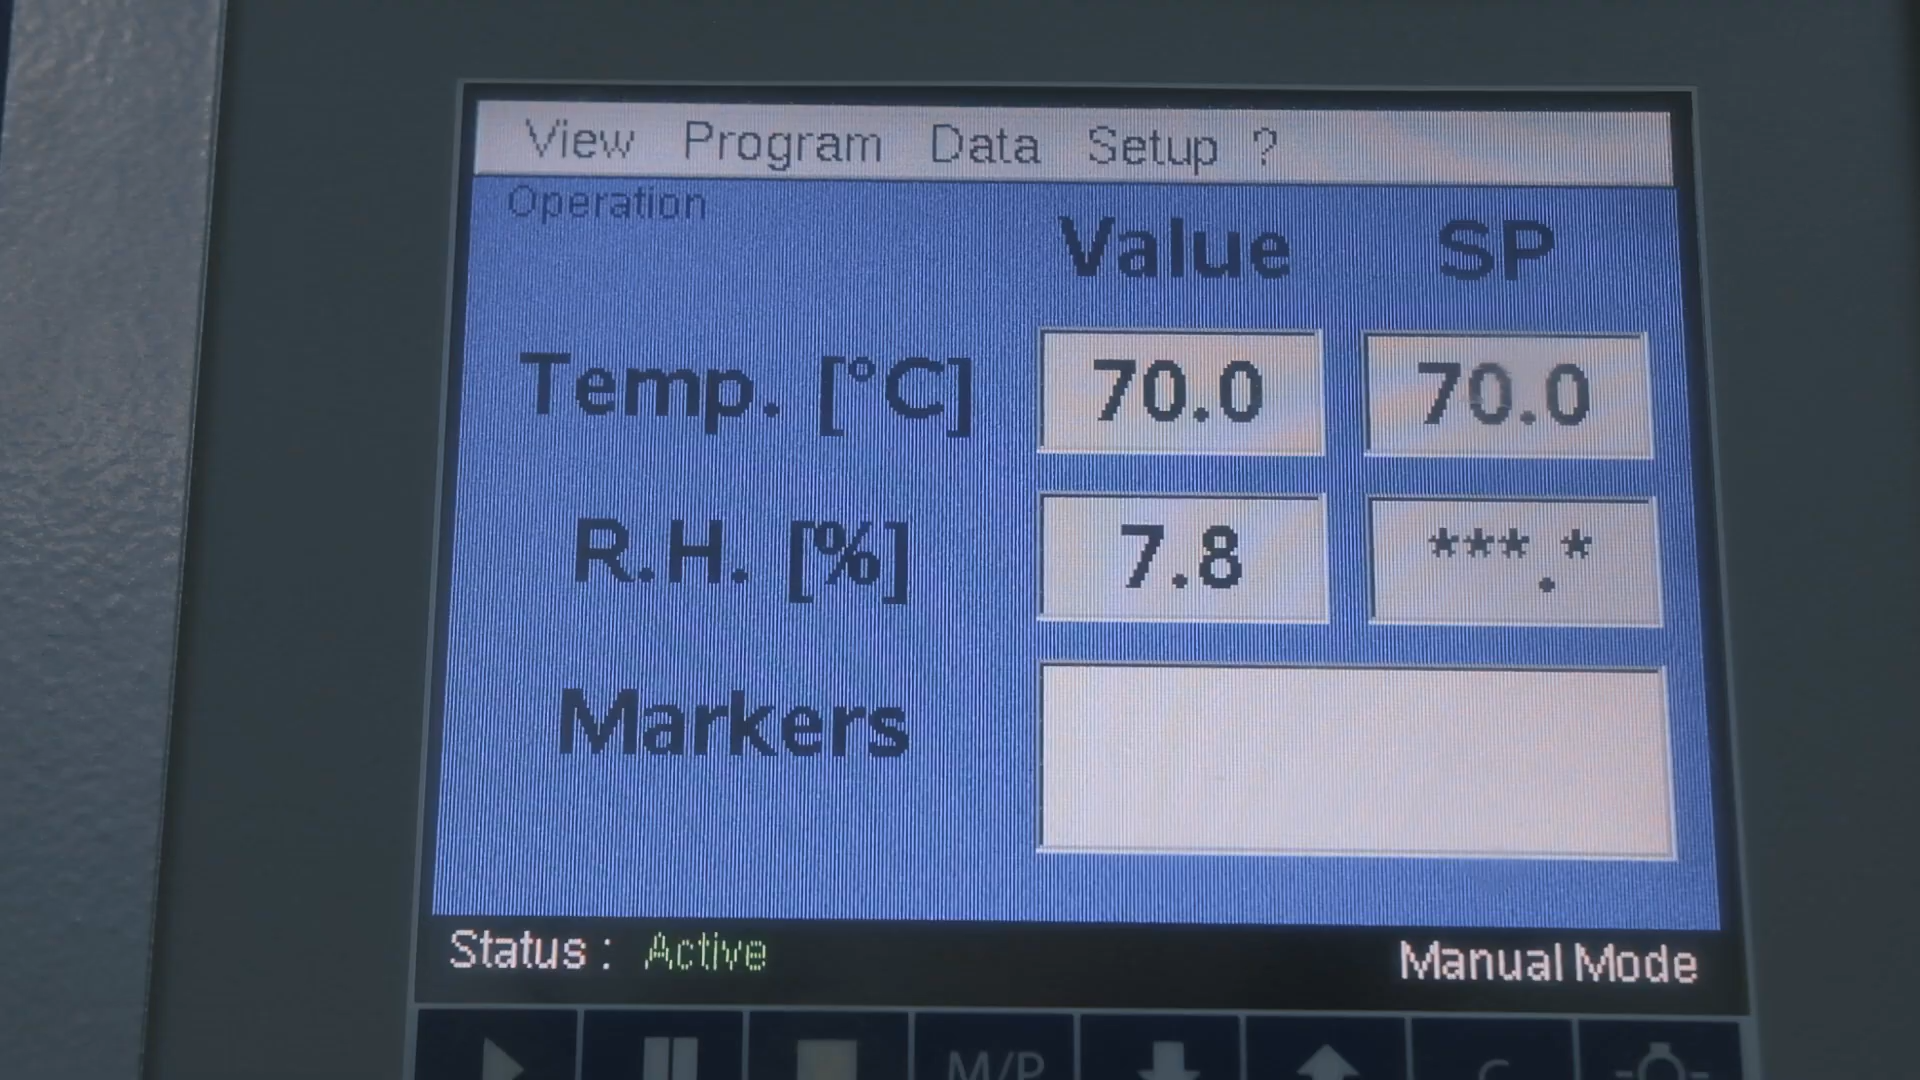 View Program Data Setup ?
Operation
Value SP
Temp. [°C] 70.0 70.0
R.H. [%] 7.8 ***.*
Markers
Status : Active Manual Mode
M/P C